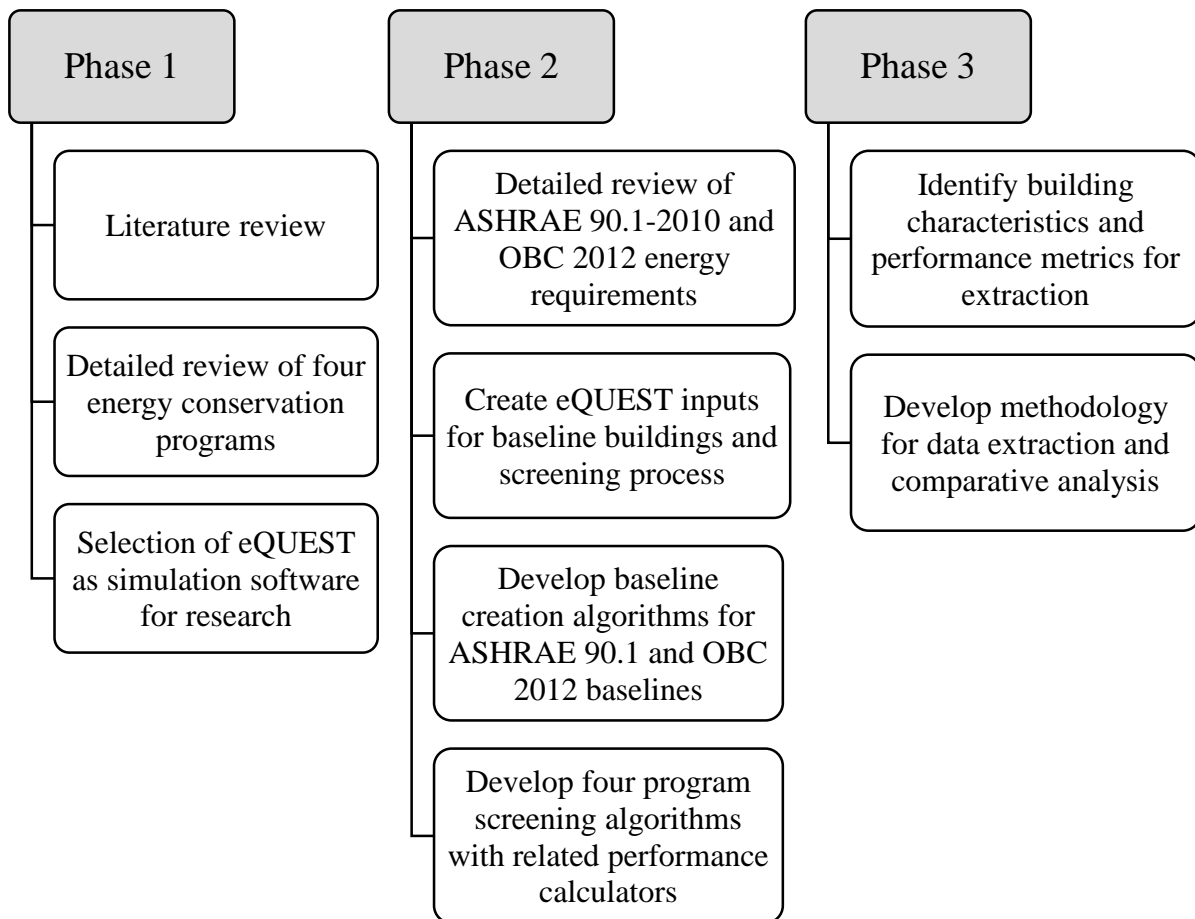 Phase 1
Literature review
Detailed review of four
energy conservation
programs
Selection of eQUEST
as simulation software
for research
Phase 2
Detailed review of
ASHRAE 90.1-2010 and
OBC 2012 energy
requirements
Create eQUEST inputs
for baseline buildings and
screening process
Develop baseline
creation algorithms for
ASHRAE 90.1 and OBC
2012 baselines
Develop four program
screening algorithms
with related performance
calculators
Phase 3
Identify building
characteristics and
performance metrics for
extraction
Develop methodology
for data extraction and
comparative analysis